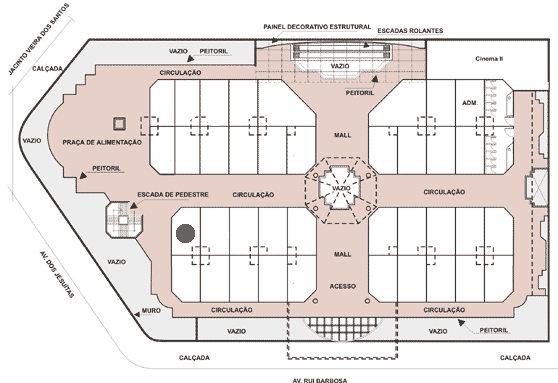 PAINEL DECORATIVO ESTRUTURAL
ESCADAS ROLANTES
JACINTO VIEIRA DOS SANTOS
CALÇADA
VAZIO
PEITORIL
VAZIO
Cinema II
CIRCULAÇÃO
PEITORIL
ADM.
VAZIO
PRAÇA DE ALIMENTAÇÃO
MALL
PEITORIL
ESCADA DE PEDESTRE
CIRCULAÇÃO
VAZIO
CIRCULAÇÃO
AV. DOS JESUÍTAS
VAZIO
MALL
ACESSO
MURO
CIRCULAÇÃO
CIRCULAÇÃO
VAZIO
VAZIO
PEITORIL
CALÇADA
CALÇADA
AV. RUI BARBOSA